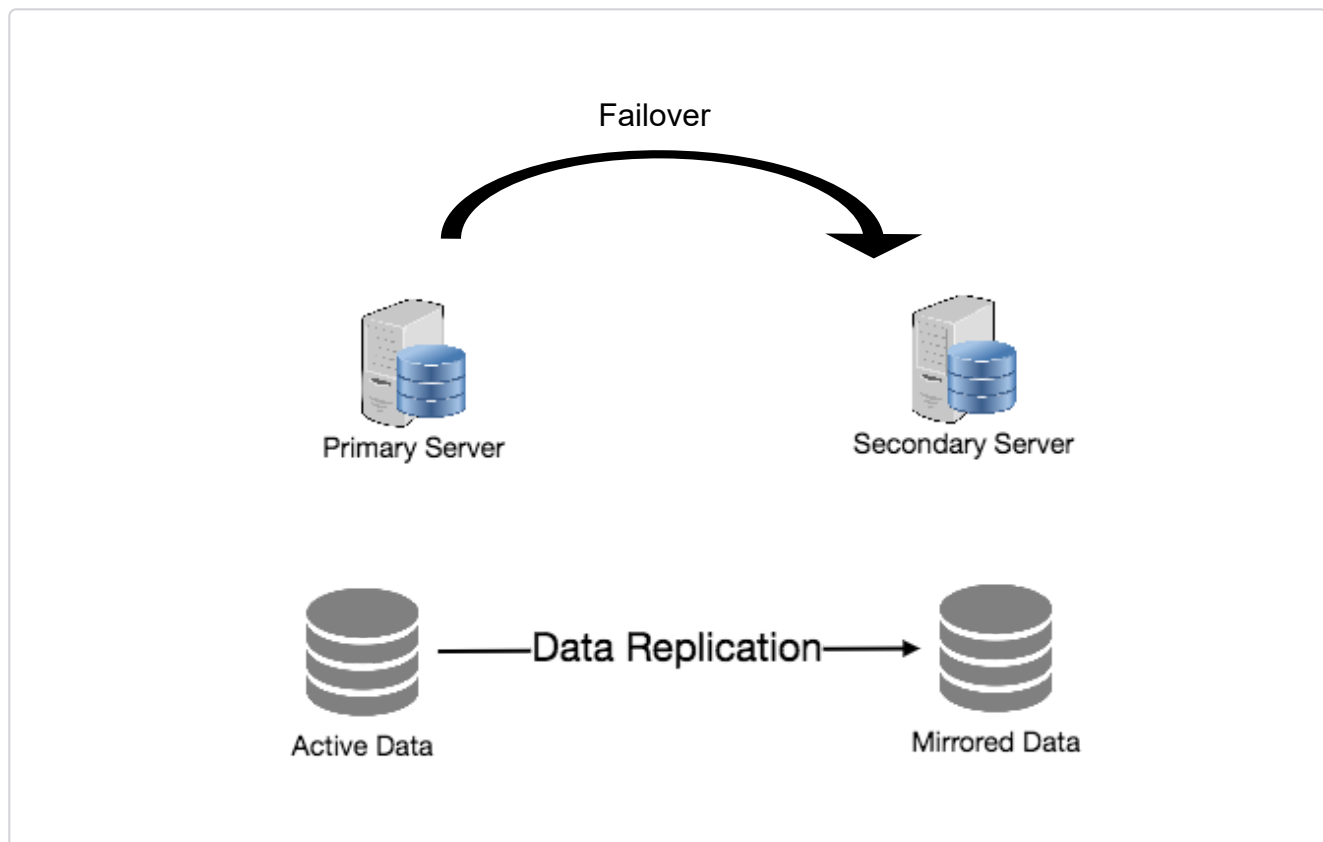 Failover
Primary Server
Secondary Server
Data Replication
Active Data
Mirrored Data